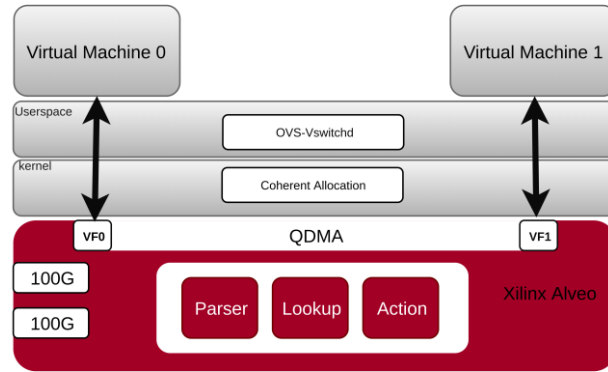 Virtual Machine 0
Virtual Machine 1
Userspace
OVS-Vswitchd
kernel
Coherent Allocation
VF0
QDMA
VF1
100G
100G
Parser
Lookup
Action
Xilinx Alveo